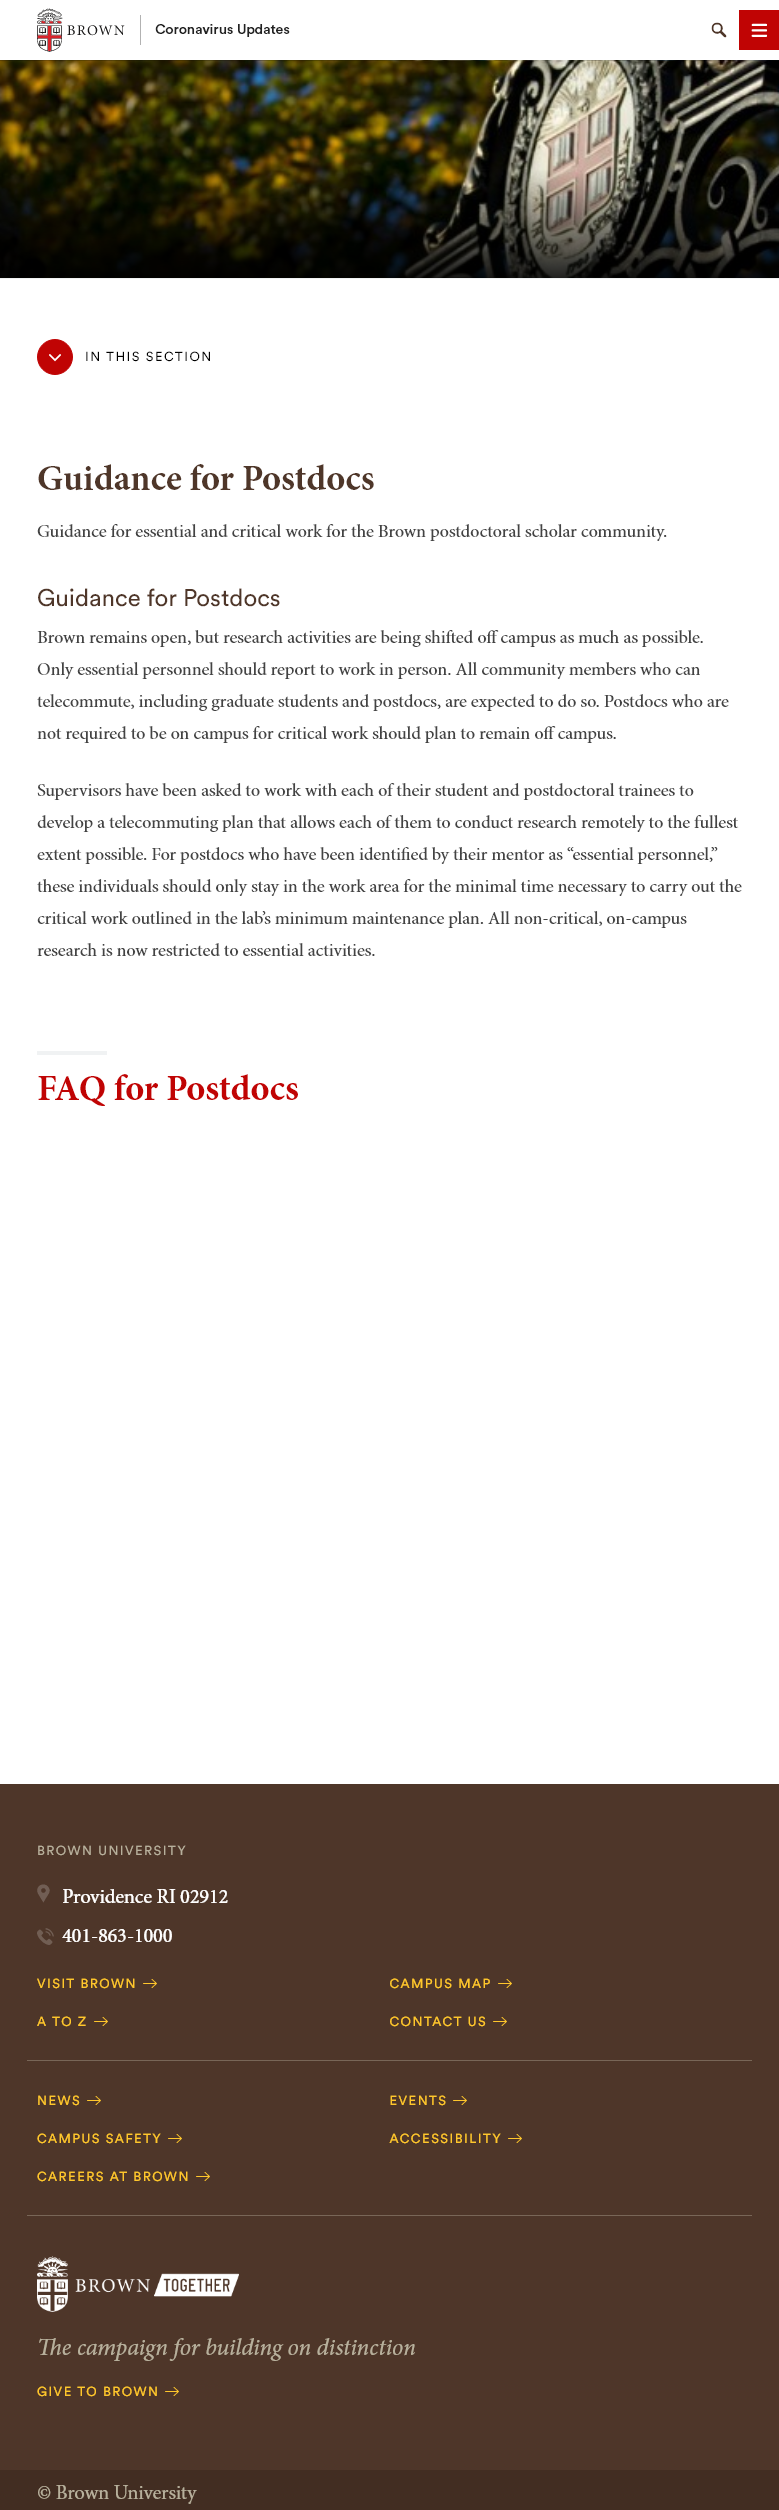 BROWN
Coronavirus Updates
IN THIS SECTION
Guidance for Postdocs
Guidance for essential and critical work for the Brown postdoctoral scholar community.
Guidance for Postdocs
Brown remains open, but research activities are being shifted off campus as much as possible.
Only essential personnel should report to work in person. All community members who can
telecommute, including graduate students and postdocs, are expected to do so. Postdocs who are
not required to be on campus for critical work should plan to remain off campus.
Supervisors have been asked to work with each of their student and postdoctoral trainees to
develop a telecommuting plan that allows each of them to conduct research remotely to the fullest
extent possible. For postdocs who have been identified by their mentor as “essential personnel,”
these individuals should only stay in the work area for the minimal time necessary to carry out the
critical work outlined in the lab’s minimum maintenance plan. All non-critical, on-campus
research is now restricted to essential activities.
FAQ for Postdocs
BROWN UNIVERSITY
Providence RI 02912
401-863-1000
VISIT BROWN
CAMPUS MAP
A TO Z
CONTACT US
NEWS
EVENTS
CAMPUS SAFETY
ACCESSIBILITY
CAREERS AT BROWN
BROWN TOGETHER
The campaign for building on distinction
GIVE TO BROWN
© Brown University